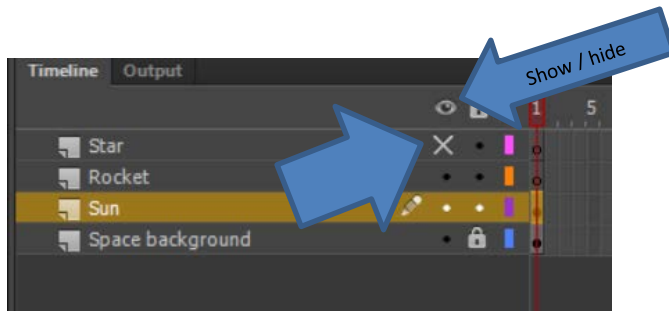 Timeline Output
Show / hide
1 5
Star
Rocket
Sun
Space background